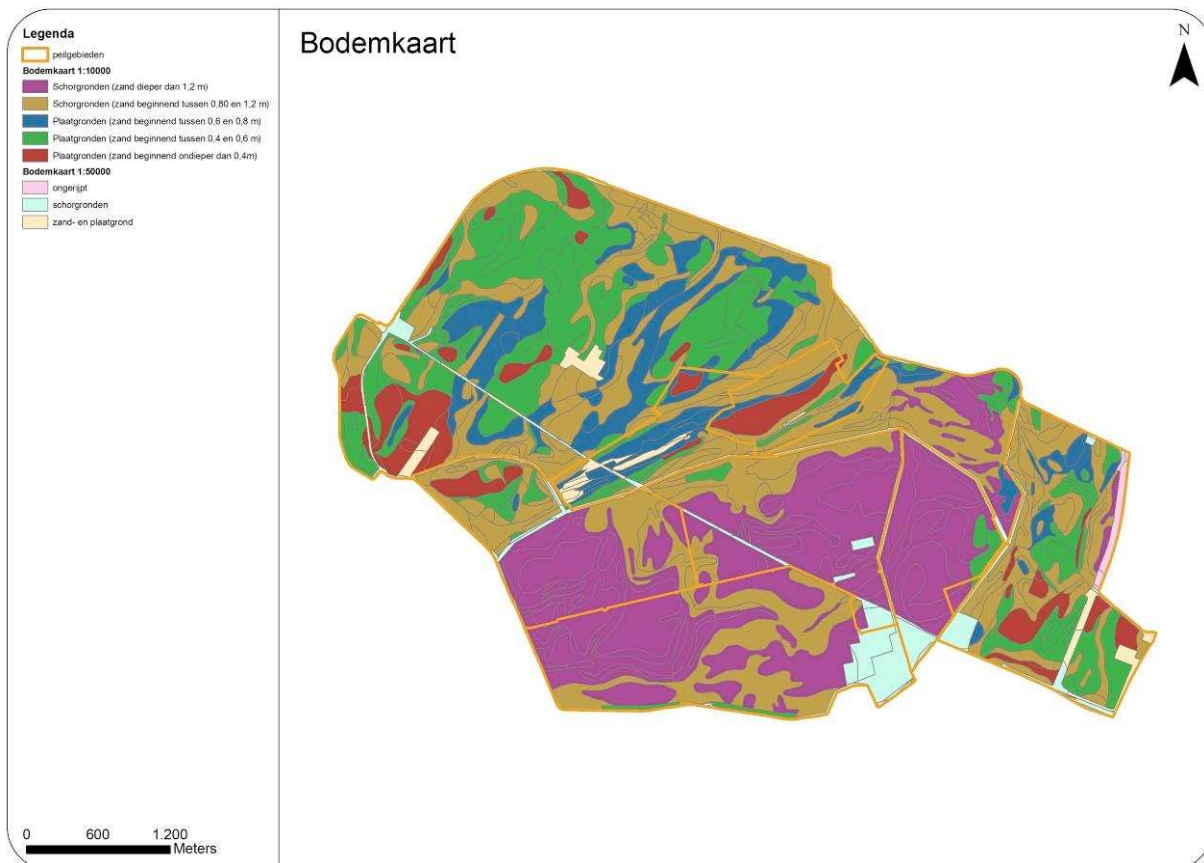 Legenda
peilgebieden
Bodemkaart 1:10000
Schorgronden (zand dieper dan 1,2 m)
Schorgronden (zand beginnend tussen 0,80 en 1,2 m)
Plaatgronden (zand beginnend tussen 0,6 en 0,8 m)
Plaatgronden (zand beginnend tussen 0,4 en 0,6 m)
Plaatgronden (zand beginnend ondieper dan 0,4m)
Bodemkaart 1:50000
ongerijpt
schorgronden
zand- en plaatgrond
Bodemkaart
N
0 600 1.200
Meters